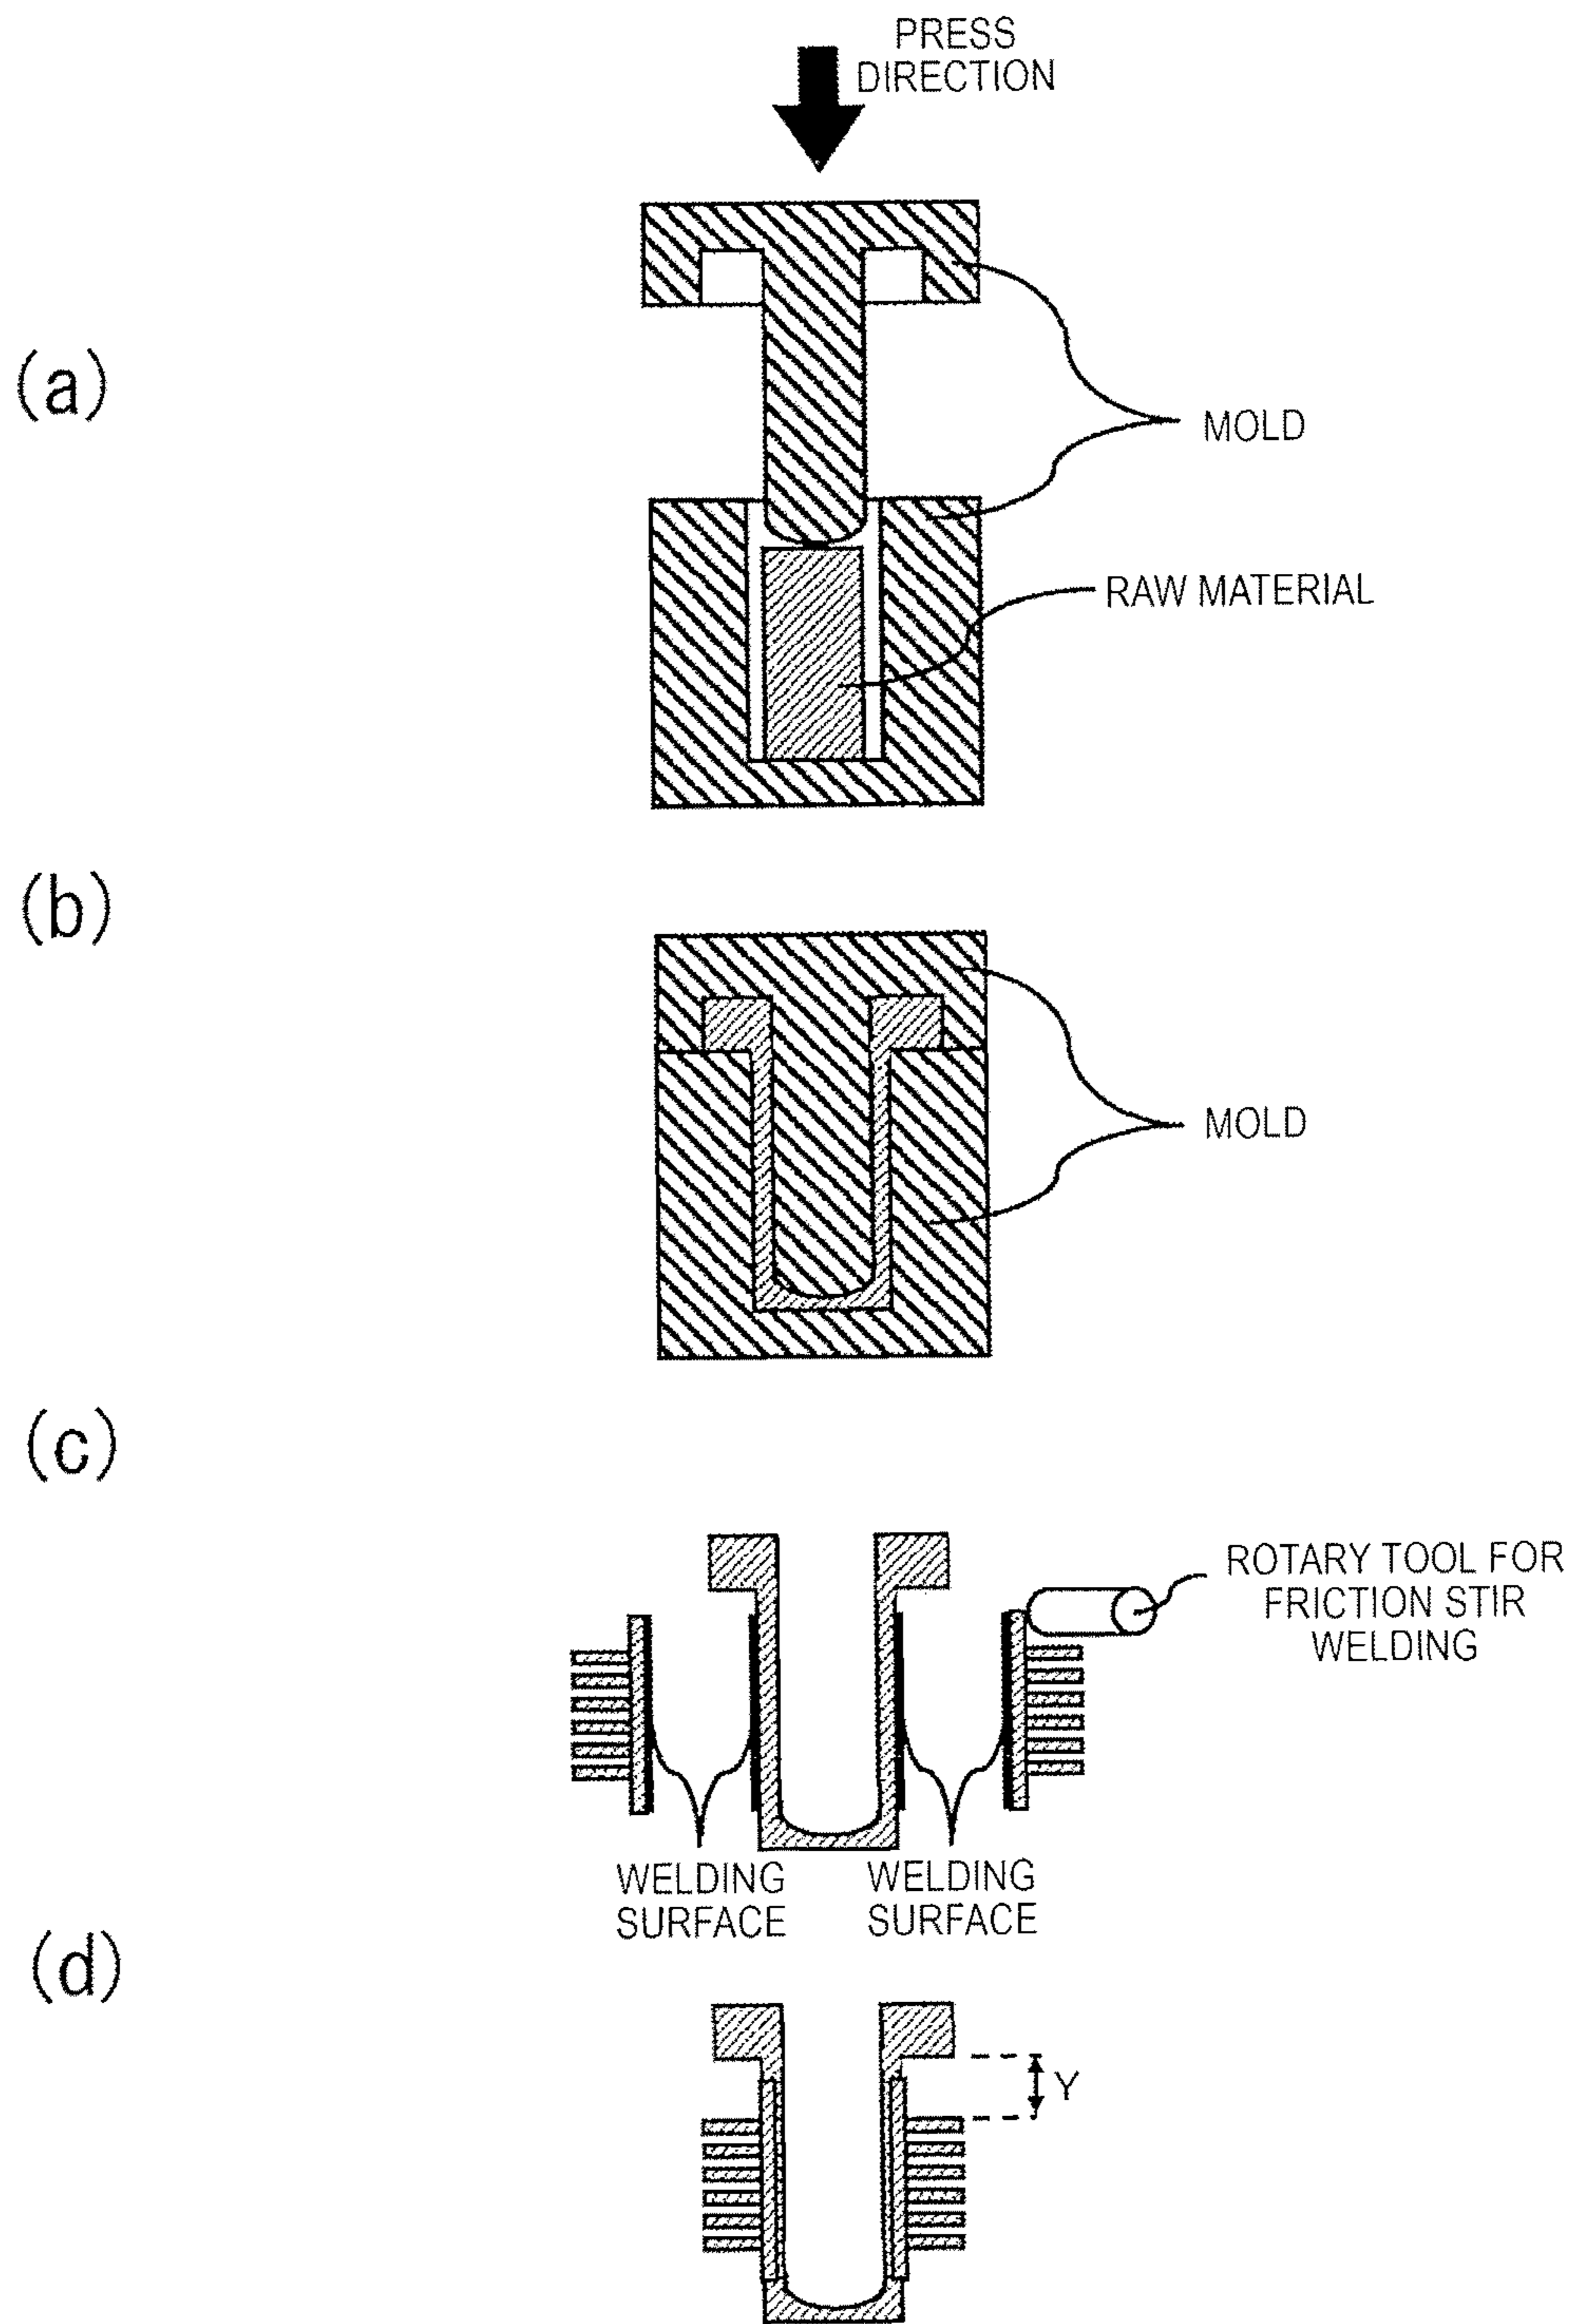 PRESS
DIRECTION
(a)
MOLD
RAW MATERIAL
(b)
MOLD
(c)
ROTARY TOOL FOR
FRICTION STIR
WELDING
WELDING
SURFACE
WELDING
SURFACE
(d)
Y